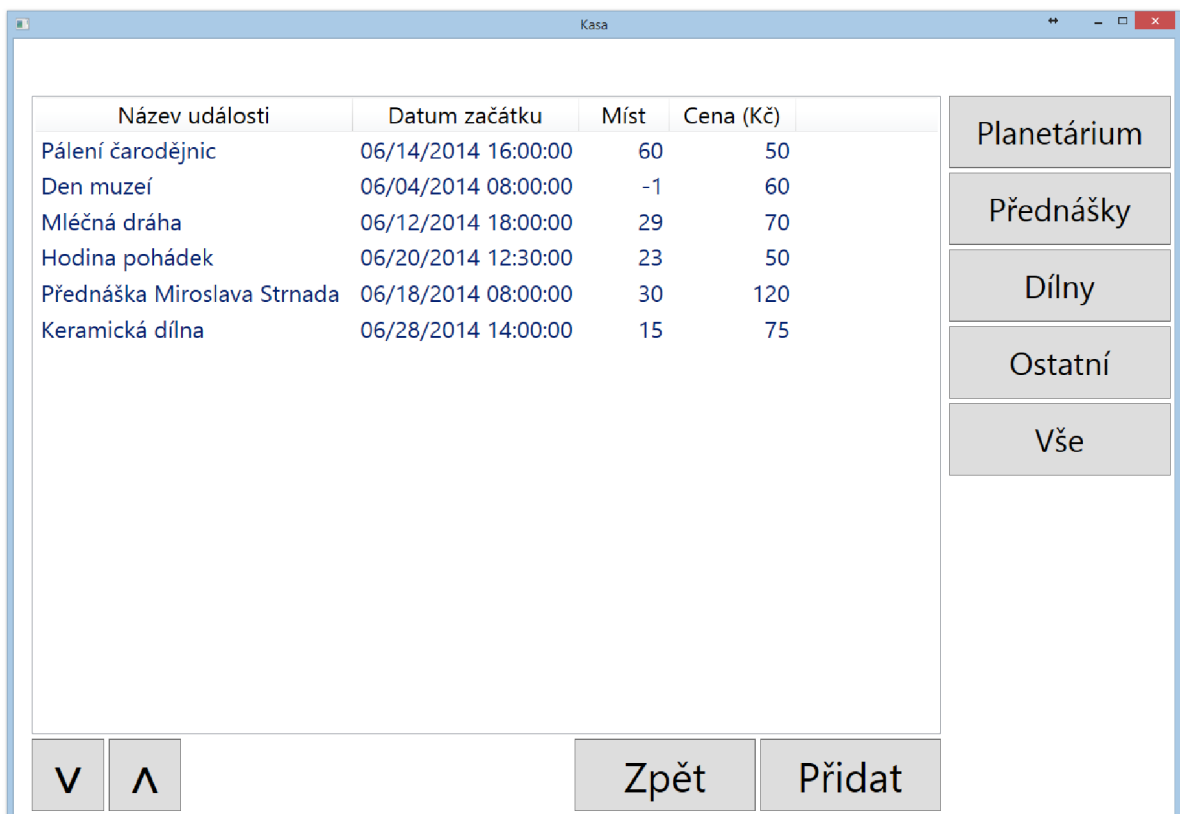 Kasa
Název události Datum začátku Míst Cena (Kč)
Pálení čarodějnic 06/14/2014 16:00:00 60 50
Den muzeí 06/04/2014 08:00:00 -1 60
Mléčná dráha 06/12/2014 18:00:00 29 70
Hodina pohádek 06/20/2014 12:30:00 23 50
Přednáška Miroslava Strnada 06/18/2014 08:00:00 30 120
Keramická dílna 06/28/2014 14:00:00 15 75
Planetárium
Přednášky
Dílny
Ostatní
Vše
Zpět Přidat